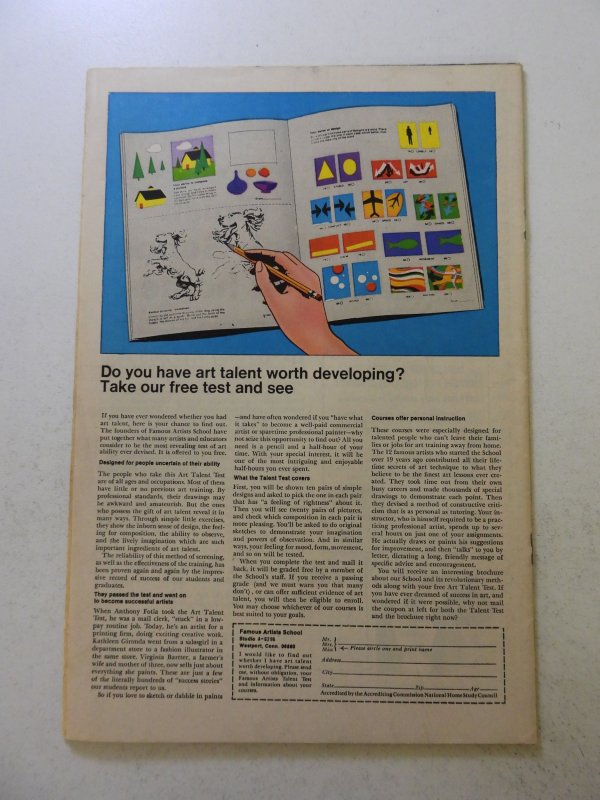 Do you have art talent worth developing?
Take our free test and see
If you have ever wondered whether you had
art talent, here is your chance to find out.
The founders of Famous Artists School have
put together what many artists and educators
consider to be the most revealing test of art
ability ever devised. It is offered to you free.
Designed for people uncertain of their ability
The people who take this Art Talent Test
are of all ages and occupations. Most of them
have little or no previous art training. By
professional standards, their drawings may
be awkward and amateurish. But the ones
who possess the gift of art talent reveal it in
many ways. Through simple little exercises,
they show the inborn sense of design, the feel-
ing for composition, the ability to observe,
and the lively imagination which are such
important ingredients of art talent.
The reliability of this method of screening,
as well as the effectiveness of the training, has
been proven again and again by the impres-
sive record of success of our students and
graduates.
They passed the test and went on
to become successful artists
When Anthony Fotia took the Art Talent
Test, he was a mail clerk, "stuck" in a low-
pay routine job. Today, he's an artist for a
printing firm, doing exciting creative work.
Kathleen Gironda went from a salesgirl in a
department store to a fashion illustrator in
the same store. Virginia Bartter, a farmer's
wife and mother of three, now sells just about
everything she paints. These are just a few
of the literally hundreds of "success stories"
our students report to us.
So if you love to sketch or dabble in paints
—and have often wondered if you "have what
it takes" to become a well-paid commercial
artist or sparetime professional painter—why
not seize this opportunity to find out? All you
need is a pencil and a half-hour of your
time. With your special interest, it will be
one of the most intriguing and enjoyable
half-hours you ever spent.
What the Talent Test covers
First, you will be shown ten pairs of simple
designs and asked to pick the one in each pair
that has "a feeling of rightness" about it.
Then you will see twenty pairs of pictures,
and check which composition in each pair is
more pleasing. You'll be asked to do original
sketches to demonstrate your imagination
and powers of observation. And in similar
ways, your feeling for mood, form, movement,
and so on will be tested.
When you complete the test and mail it
back, it will be graded free by a member of
the School's staff. If you receive a passing
grade (and we must warn you that many
don't), or can offer sufficient evidence of art
talent, you will then be eligible to enroll.
You may choose whichever of our courses is
best suited to your goals.
Courses offer personal instruction
These courses were especially designed for
talented people who can't leave their fami-
lies or jobs for art training away from home.
The 12 famous artists who started the School
over 19 years ago contributed all their life-
time secrets of art technique to what they
believe to be the finest art lessons ever cre-
ated. They took time out from their own
busy careers and made thousands of special
drawings to demonstrate each point. Then
they devised a method of constructive criti-
cism that is as personal as tutoring. Your in-
structor, who is himself required to be a prac-
ticing professional artist, spends up to sev-
eral hours on just one of your assignments.
He actually draws or paints his suggestions
for improvement, and then "talks" to you by
letter, dictating a long, friendly message of
specific advice and encouragement.
You will receive an interesting brochure
about our School and its revolutionary meth-
ods along with your free Art Talent Test. If
you have ever dreamed of success in art, and
wondered if it were possible, why not mail
the coupon at left for both the Talent Test
and the brochure right now?
Famous Artists School
Westport, Conn. 06880
I would like to find out
whether I have art talent
worth developing. Please send
me, without obligation, your
Famous Artists Talent Test
and information about your
courses.
Mr.
Mrs.
Miss
Please circle one and print name
Address
City
State Zip Age
Accredited by the Accrediting Commission National Home Study Council